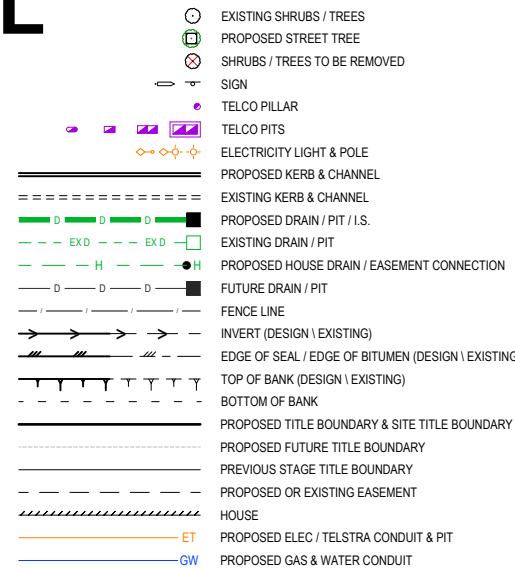 L
EXISTING SHRUBS / TREES
PROPOSED STREET TREE
SHRUBS / TREES TO BE REMOVED
SIGN
TELCO PILLAR
TELCO PITS
ELECTRICITY LIGHT & POLE
PROPOSED KERB & CHANNEL
EXISTING KERB & CHANNEL
D D D PROPOSED DRAIN / PIT / I.S.
EX D EX D EXISTING DRAIN / PIT
H H PROPOSED HOUSE DRAIN / EASEMENT CONNECTION
D D D FUTURE DRAIN / PIT
FENCE LINE
INVERT (DESIGN \ EXISTING)
EDGE OF SEAL / EDGE OF BITUMEN (DESIGN \ EXISTING
TOP OF BANK (DESIGN \ EXISTING)
BOTTOM OF BANK
PROPOSED TITLE BOUNDARY & SITE TITLE BOUNDARY
PROPOSED FUTURE TITLE BOUNDARY
PREVIOUS STAGE TITLE BOUNDARY
PROPOSED OR EXISTING EASEMENT
HOUSE
ET PROPOSED ELEC / TELSTRA CONDUIT & PIT
GW PROPOSED GAS & WATER CONDUIT